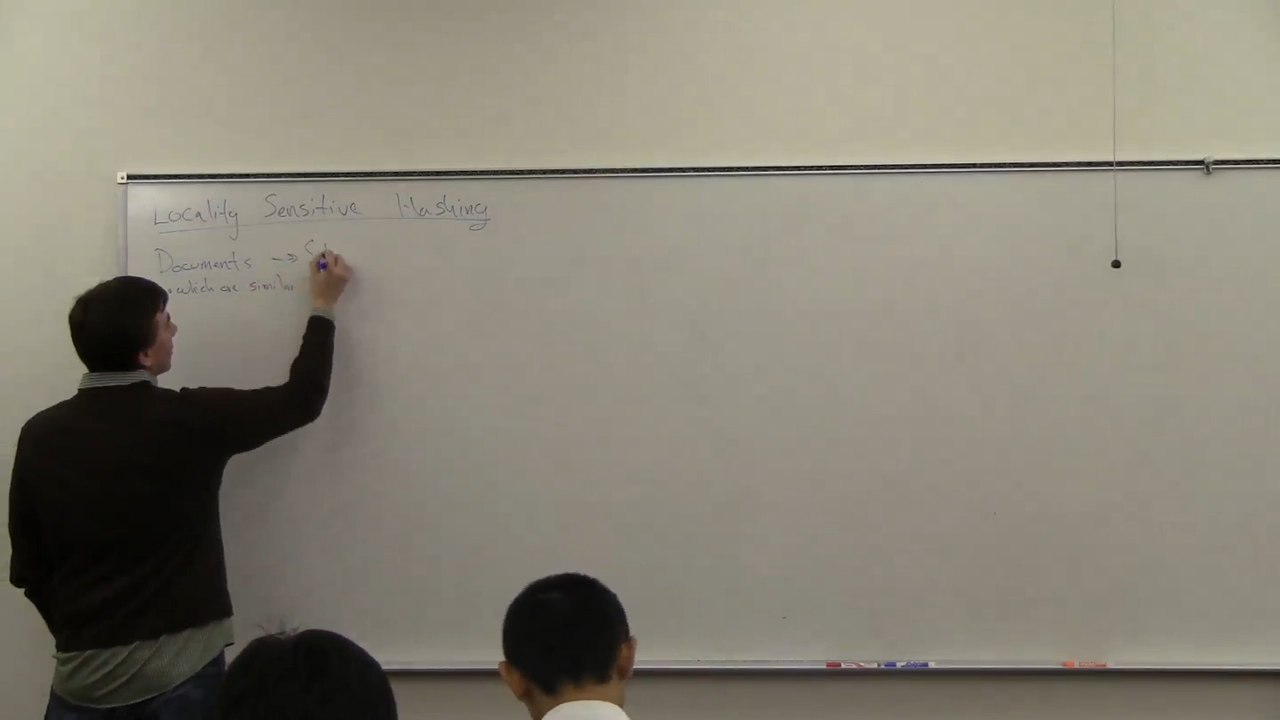 Locality Sensitive Hashing
Documents →
• which are similar